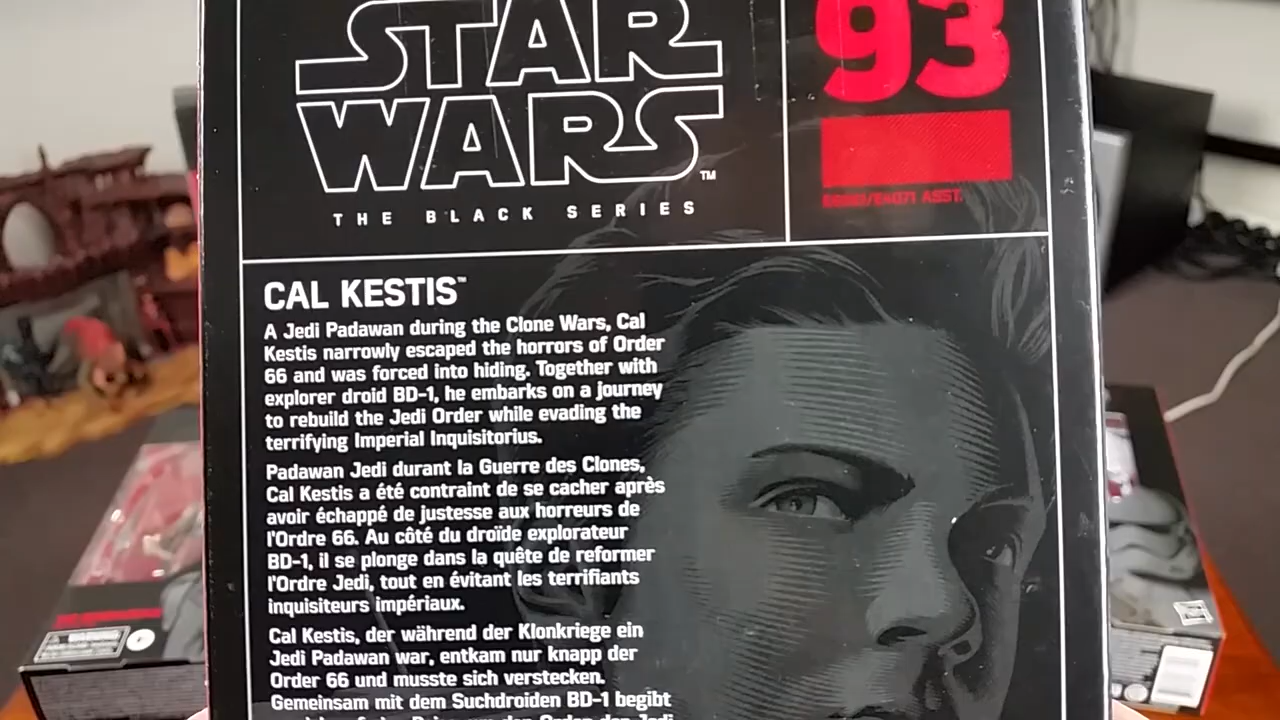 STAR
WARS™
THE BLACK SERIES
93
ASST.
CAL KESTIS™
A Jedi Padawan during the Clone Wars, Cal
Kestis narrowly escaped the horrors of Order
66 and was forced into hiding. Together with
explorer droid BD-1, he embarks on a journey
to rebuild the Jedi Order while evading the
terrifying Imperial Inquisitorius.
Padawan Jedi durant la Guerre des Clones,
Cal Kestis a été contraint de se cacher après
avoir échappé de justesse aux horreurs de
l'Ordre 66. Au côté du droïde explorateur
BD-1, il se plonge dans la quête de reformer
l'Ordre Jedi, tout en évitant les terrifiants
inquisiteurs impériaux.
Cal Kestis, der während der Klonkriege ein
Jedi Padawan war, entkam nur knapp der
Order 66 und musste sich verstecken.
Gemeinsam mit dem Suchdroiden BD-1 begibt